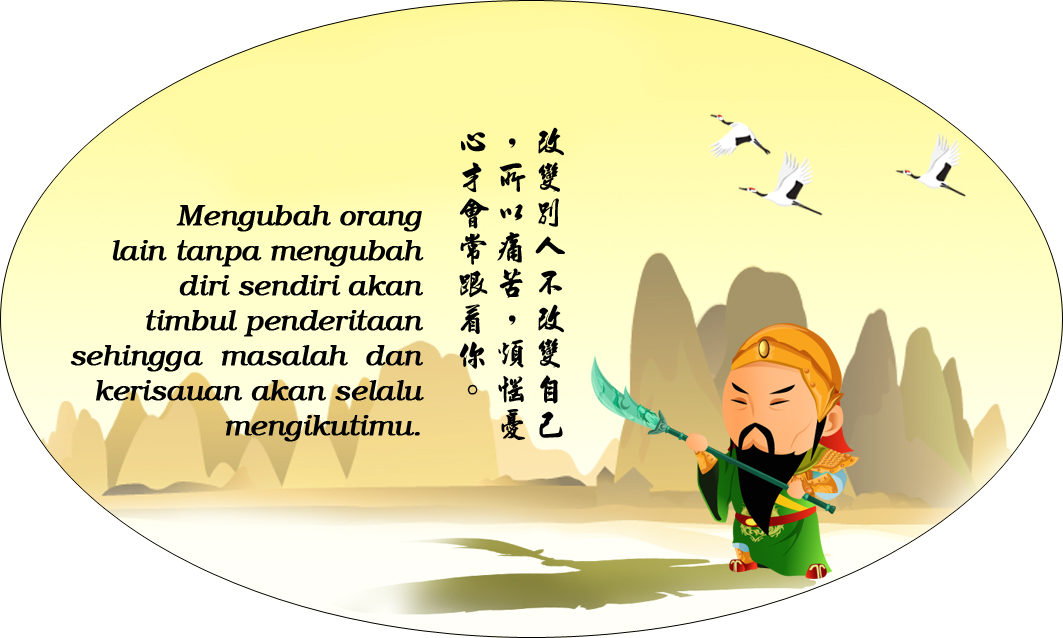 Mengubah orang
lain tanpa mengubah
diri sendiri akan
timbul penderitaan
sehingga masalah dan
kerisauan akan selalu
mengikutimu.
改變別人不改變自己
，所以痛苦，煩惱憂
心才會常跟着你。